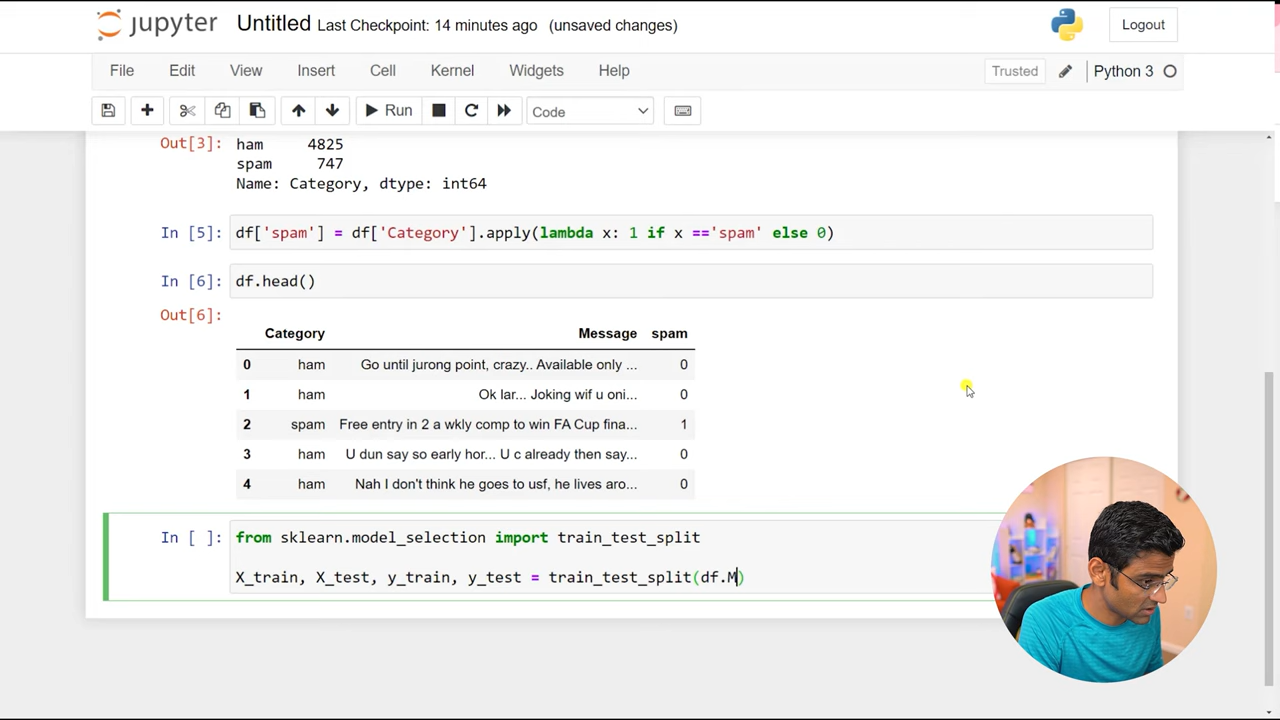 jupyter Untitled Last Checkpoint: 14 minutes ago (unsaved changes) Logout
File Edit View Insert Cell Kernel Widgets Help Trusted Python 3
Run Code
Out[3]: ham 4825
spam 747
Name: Category, dtype: int64
In [5]: df['spam'] = df['Category'].apply(lambda x: 1 if x =='spam' else 0)
In [6]: df.head()
Out[6]:
Category Message spam
0 ham Go until jurong point, crazy.. Available only ... 0
1 ham Ok lar... Joking wif u oni... 0
2 spam Free entry in 2 a wkly comp to win FA Cup fina... 1
3 ham U dun say so early hor... U c already then say... 0
4 ham Nah I don't think he goes to usf, he lives aro... 0
In [ ]: from sklearn.model_selection import train_test_split
X_train, X_test, y_train, y_test = train_test_split(df.M)